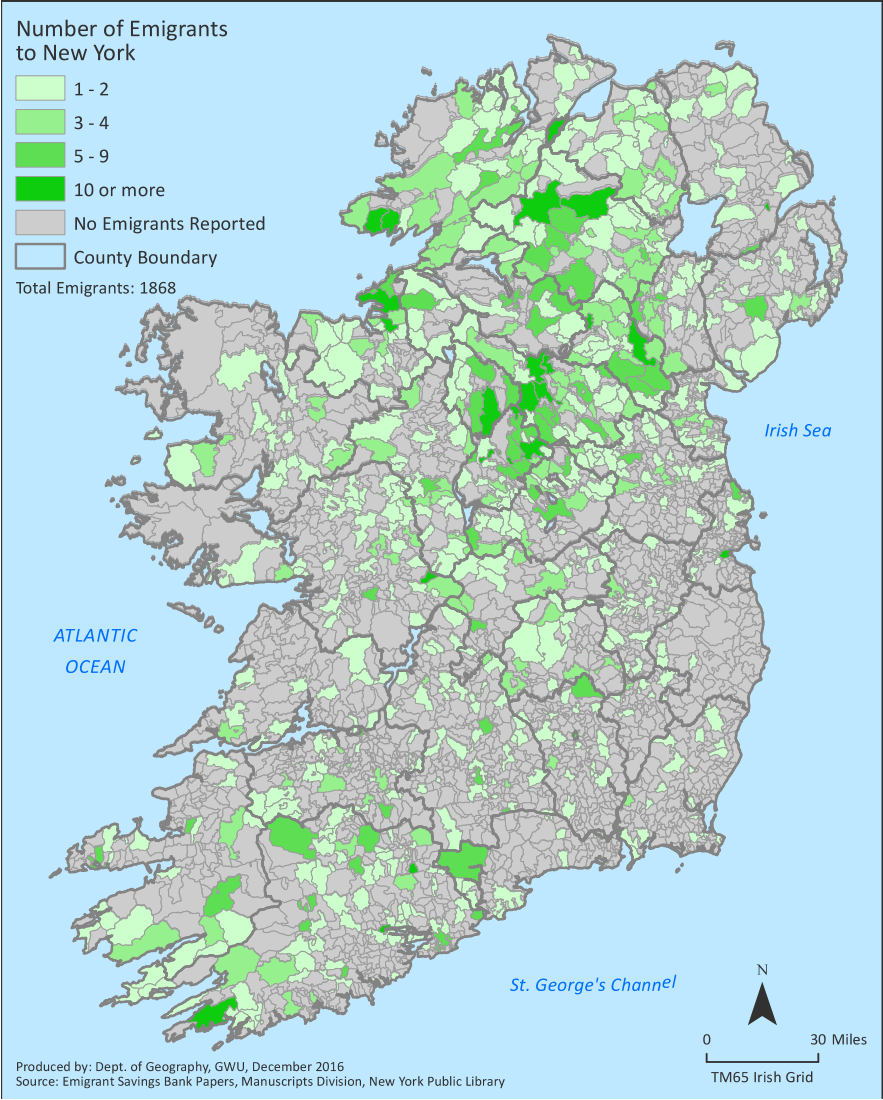 Number of Emigrants
to New York
1 - 2
3 - 4
5 - 9
10 or more
No Emigrants Reported
County Boundary
Total Emigrants: 1868
Irish Sea
ATLANTIC
OCEAN
St. George's Channel
N
0 30 Miles
TM65 Irish Grid
Produced by: Dept. of Geography, GWU, December 2016
Source: Emigrant Savings Bank Papers, Manuscripts Division, New York Public Library